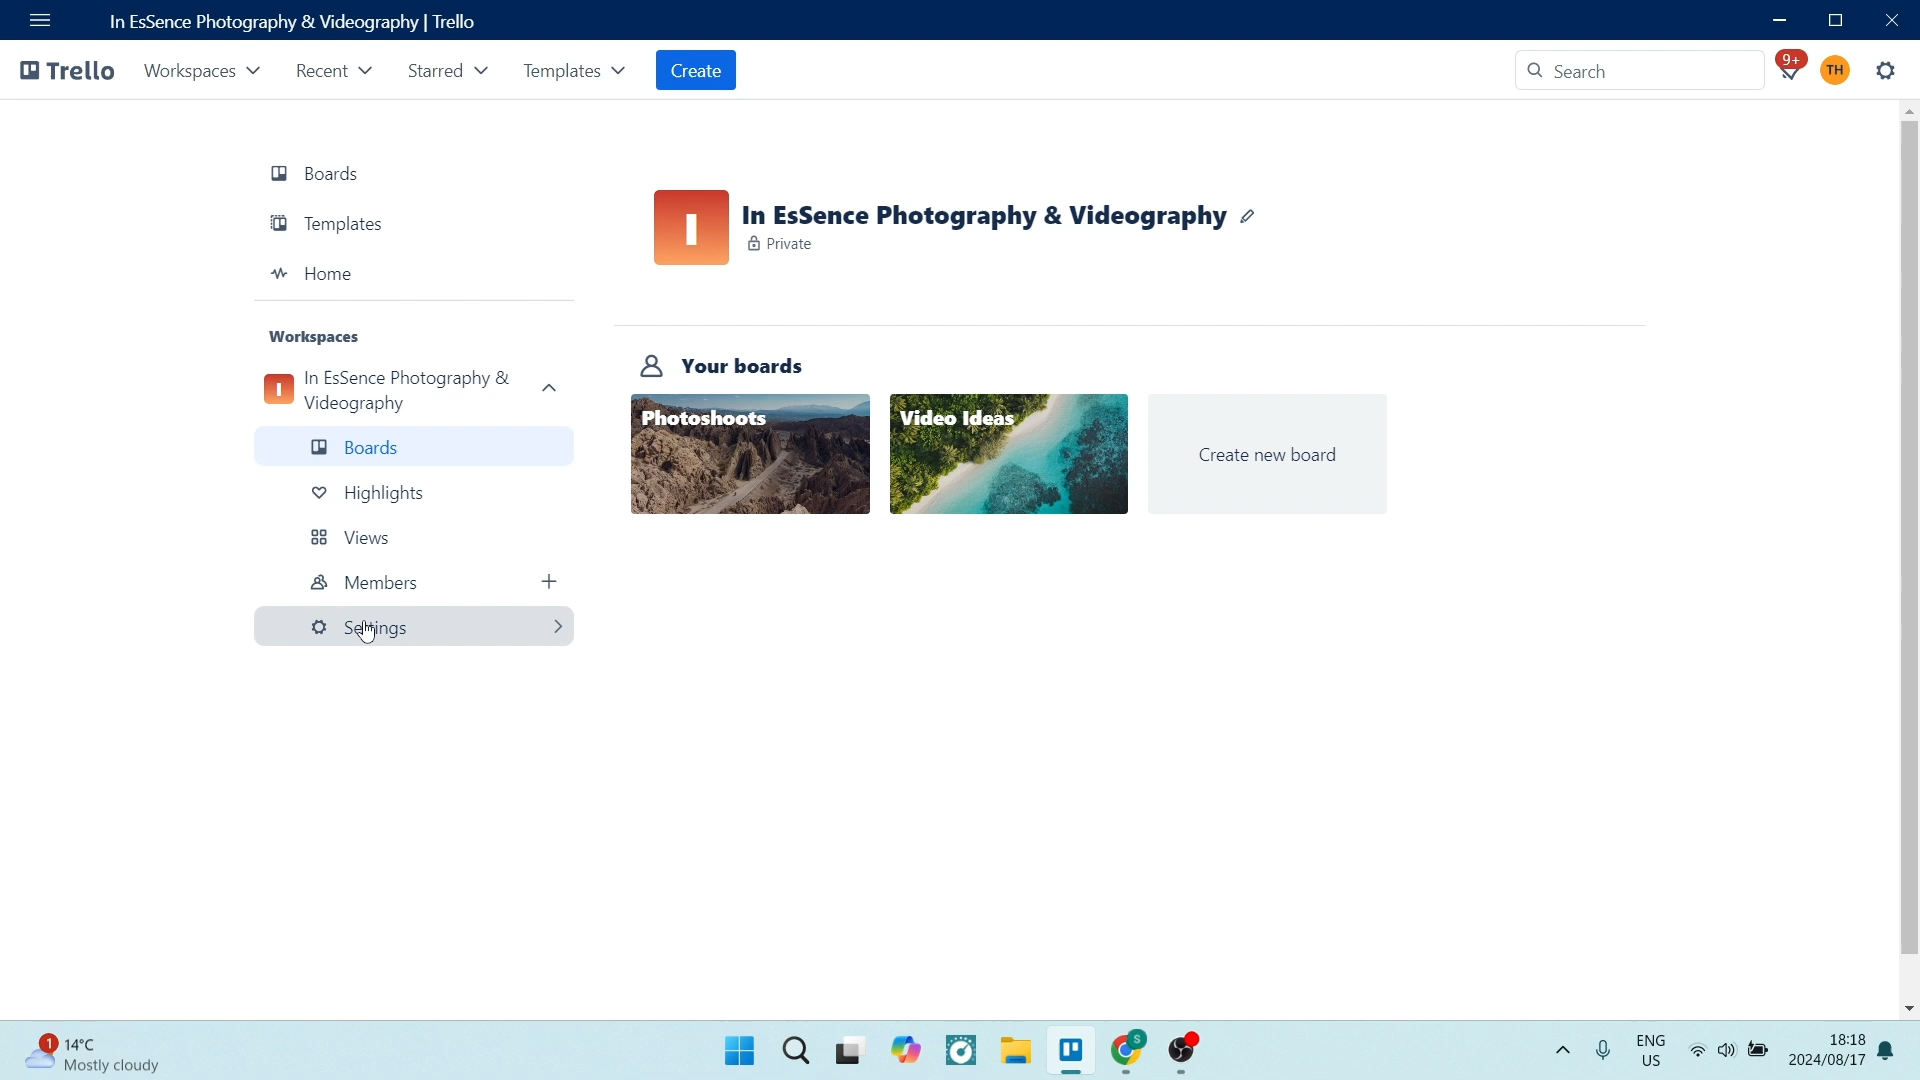 In EsSence Photography & Videography | Trello
Trello
Workspaces
Recent
Starred
Templates
Create
Search
9+
TH
Boards
Templates
Home
Workspaces
I
In EsSence Photography &
Videography
Boards
Highlights
Views
Members
Settings
I
In EsSence Photography & Videography
Private
Your boards
Photoshoots
Video Ideas
Create new board
1
14°C
Mostly cloudy
S
ENG
US
18:18
2024/08/17